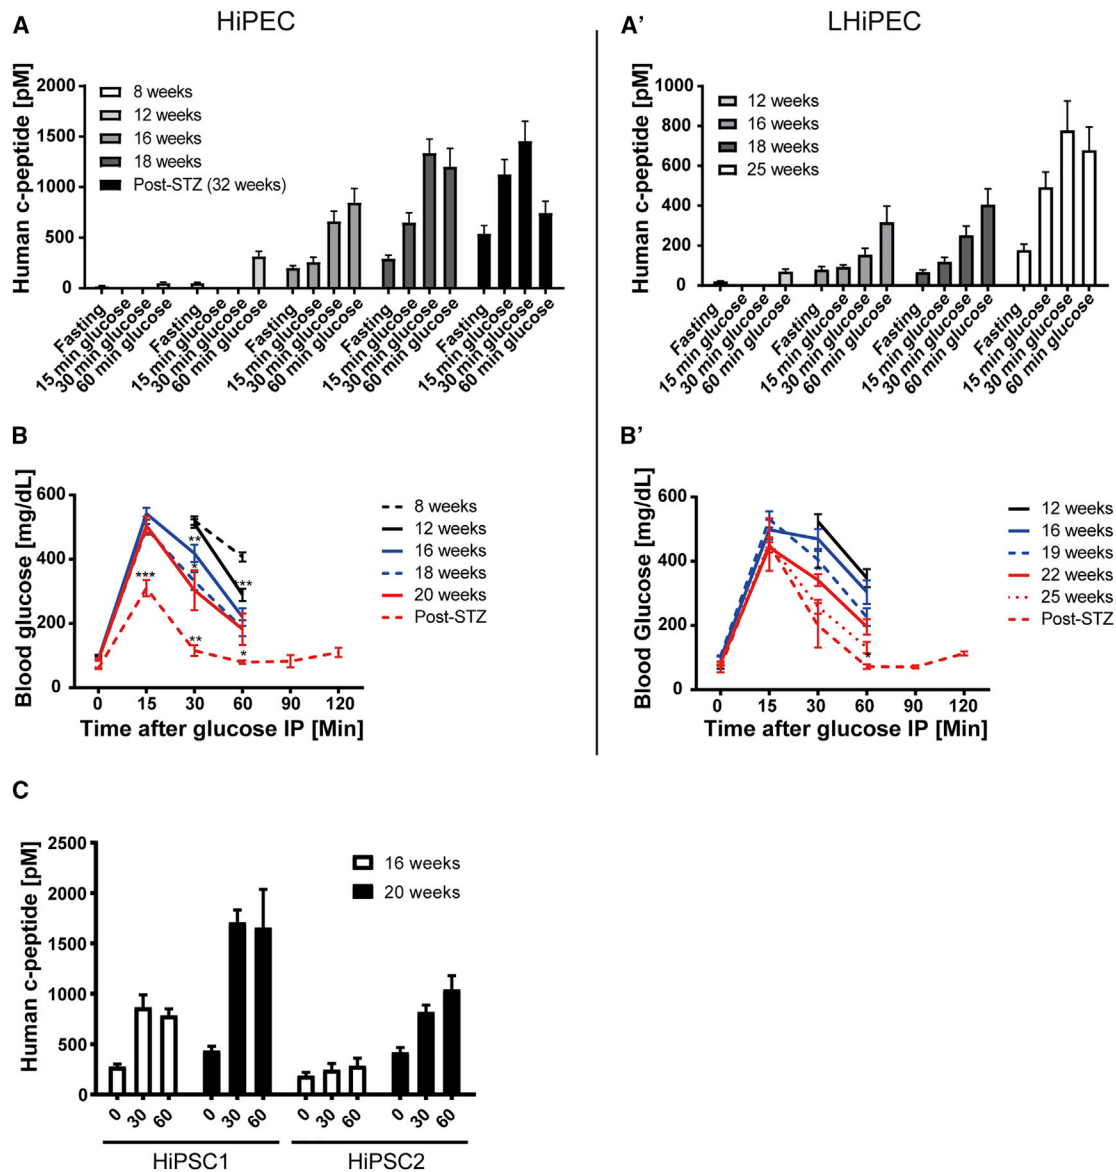 A
HiPEC
Human c-peptide [pM]
2000
1500
1000
500
0
8 weeks
12 weeks
16 weeks
18 weeks
Post-STZ (32 weeks)
Fasting
15 min glucose
30 min glucose
60 min glucose
Fasting
15 min glucose
30 min glucose
60 min glucose
Fasting
15 min glucose
30 min glucose
60 min glucose
Fasting
15 min glucose
30 min glucose
60 min glucose
Fasting
15 min glucose
30 min glucose
60 min glucose
A'
LHiPEC
Human c-peptide [pM]
1000
800
600
400
200
0
12 weeks
16 weeks
18 weeks
25 weeks
Fasting
15 min glucose
30 min glucose
60 min glucose
Fasting
15 min glucose
30 min glucose
60 min glucose
Fasting
15 min glucose
30 min glucose
60 min glucose
Fasting
15 min glucose
30 min glucose
60 min glucose
B
Blood glucose [mg/dL]
600
400
200
0
***
**
*
**
***
*
0
15
30
60
90
120
Time after glucose IP [Min]
8 weeks
12 weeks
16 weeks
18 weeks
20 weeks
Post-STZ
B'
Blood Glucose [mg/dL]
600
400
200
0
*
*
0
15
30
60
90
120
Time after glucose IP [Min]
12 weeks
16 weeks
19 weeks
22 weeks
25 weeks
Post-STZ
C
Human c-peptide [pM]
2500
2000
1500
1000
500
0
16 weeks
20 weeks
0
30
60
0
30
60
0
30
60
0
30
60
HiPSC1
HiPSC2